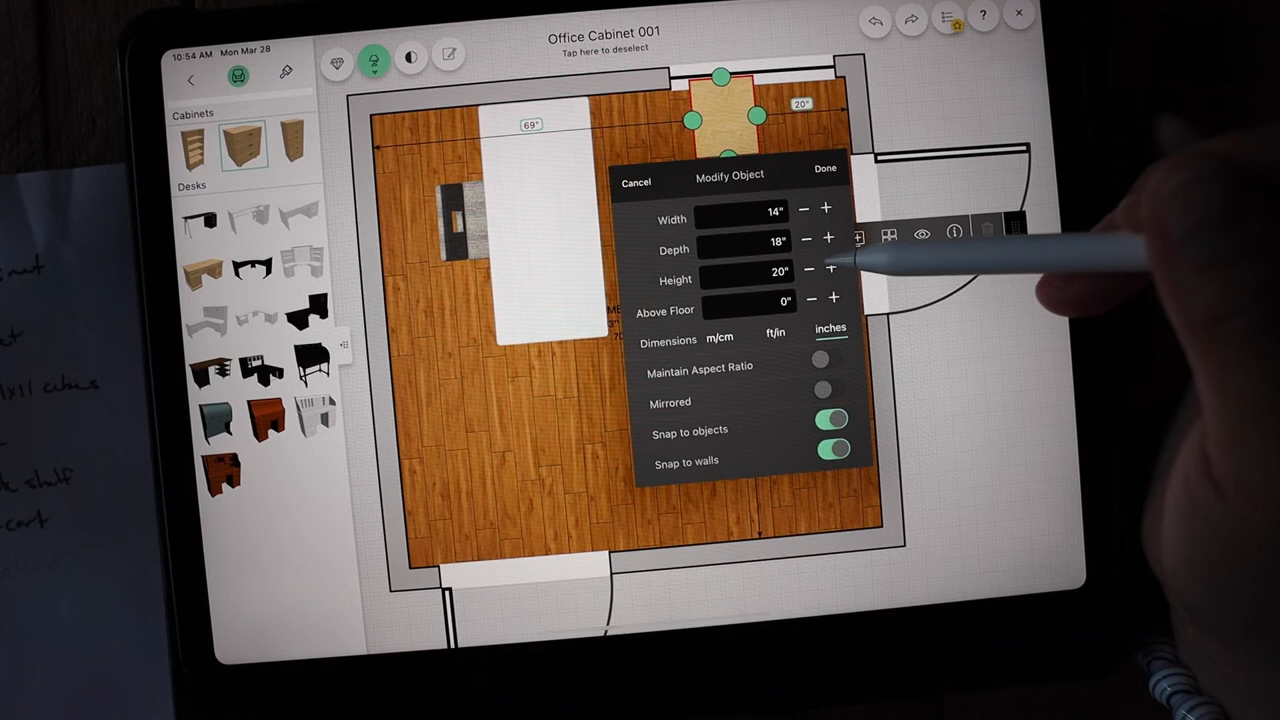 10:54 AM Mon Mar 28
Office Cabinet 001
Tap here to deselect
?
Cabinets
Desks
69"
20"
Cancel
Modify Object
Done
Width 14" − +
Depth 18" − +
Height 20" − +
Above Floor 0" − +
Dimensions m/cm ft/in inches
Maintain Aspect Ratio
Mirrored
Snap to objects
Snap to walls
shelf